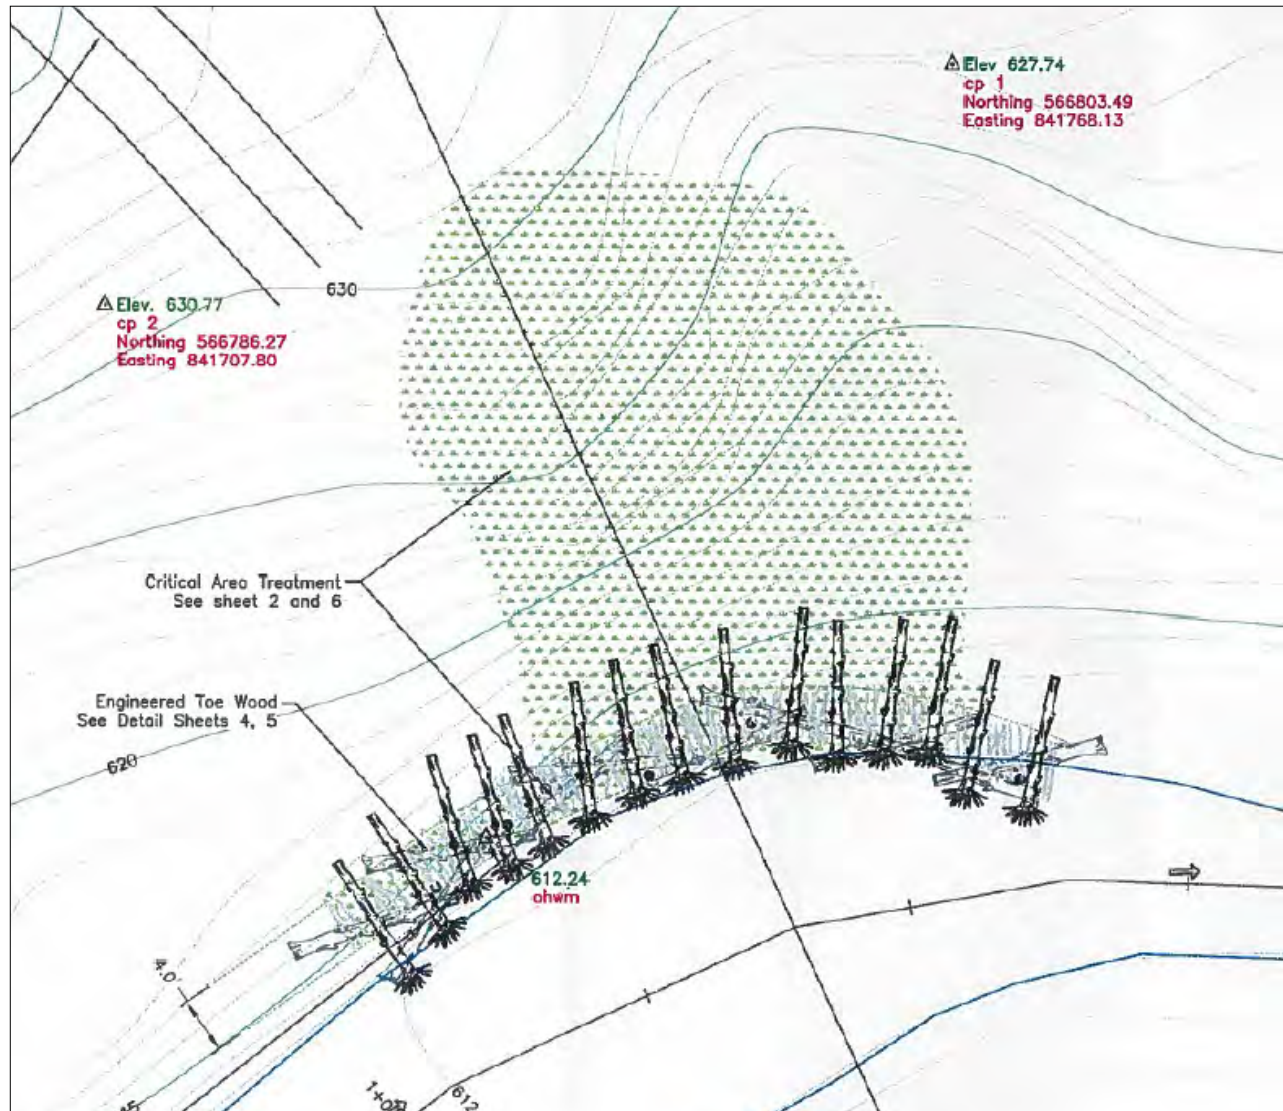 Elev 627.74
cp 1
Northing 566803.49
Easting 841768.13
630
Elev. 630.77
cp 2
Northing 566786.27
Easting 841707.80
Critical Area Treatment
See sheet 2 and 6
Engineered Toe Wood
See Detail Sheets 4, 5
620
612.24
ohwm
4.0
612